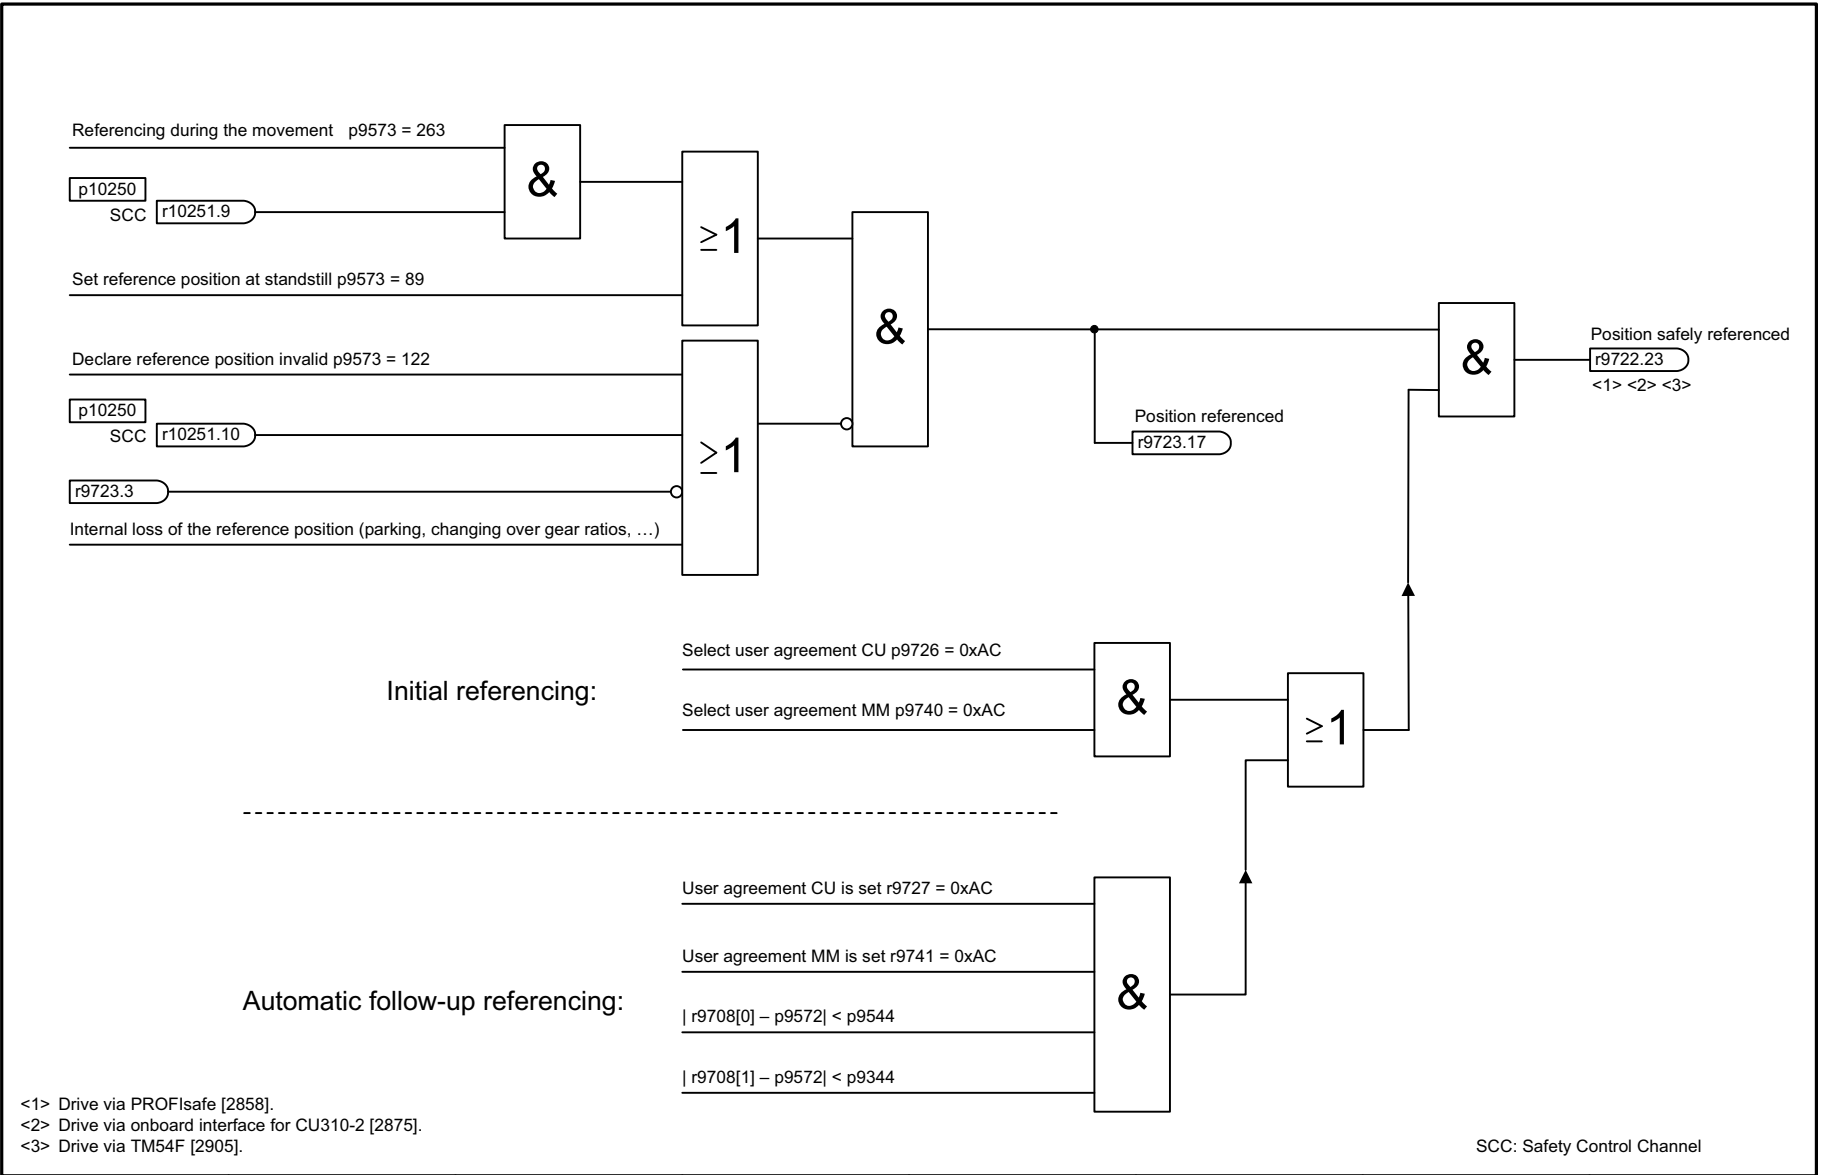 Referencing during the movement p9573 = 263
p10250
SCC r10251.9
&
≥1
Set reference position at standstill p9573 = 89
&
Declare reference position invalid p9573 = 122
p10250
SCC r10251.10
≥1
r9723.3
Internal loss of the reference position (parking, changing over gear ratios, …)
Position referenced
r9723.17
&
Position safely referenced
r9722.23
<1> <2> <3>
Initial referencing:
Select user agreement CU p9726 = 0xAC
Select user agreement MM p9740 = 0xAC
&
≥1
Automatic follow-up referencing:
User agreement CU is set r9727 = 0xAC
User agreement MM is set r9741 = 0xAC
| r9708[0] – p9572| < p9544
| r9708[1] – p9572| < p9344
&
<1> Drive via PROFIsafe [2858].
<2> Drive via onboard interface for CU310-2 [2875].
<3> Drive via TM54F [2905].
SCC: Safety Control Channel